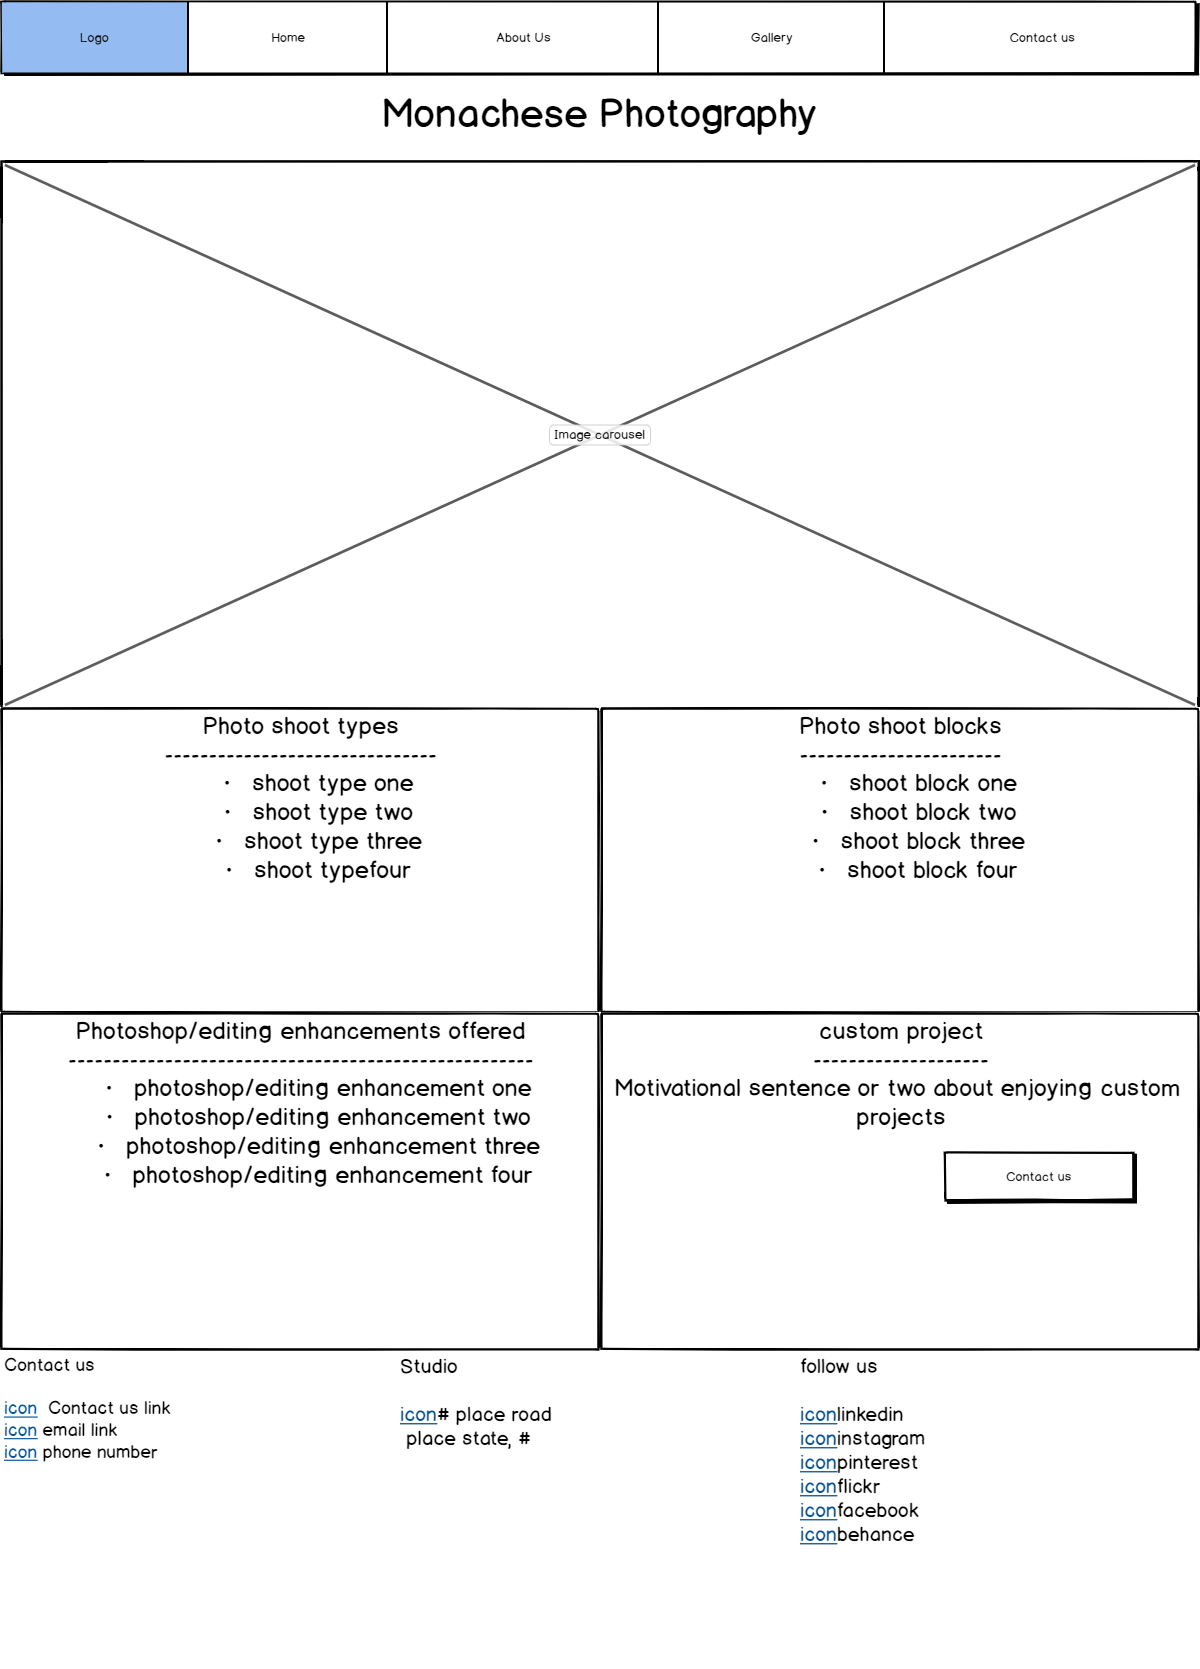 Logo
Home
About Us
Gallery
Contact us
Monachese Photography
Image carousel
Photo shoot types
-------------------------------
• shoot type one
• shoot type two
• shoot type three
• shoot typefour
Photo shoot blocks
-----------------------
• shoot block one
• shoot block two
• shoot block three
• shoot block four
Photoshop/editing enhancements offered
-----------------------------------------------------
• photoshop/editing enhancement one
• photoshop/editing enhancement two
• photoshop/editing enhancement three
• photoshop/editing enhancement four
custom project
--------------------
Motivational sentence or two about enjoying custom
projects
Contact us
Contact us
icon Contact us link
icon email link
icon phone number
Studio
icon# place road
place state, #
follow us
iconlinkedin
iconinstagram
iconpinterest
iconflickr
iconfacebook
iconbehance